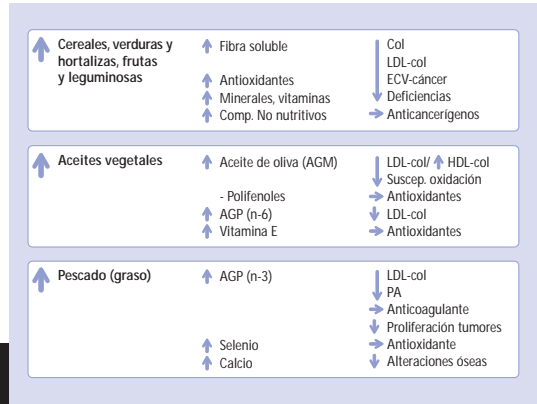 Cereales, verduras y
hortalizas, frutas
y leguminosas
Fibra soluble
Antioxidantes
Minerales, vitaminas
Comp. No nutritivos
Col
LDL-col
ECV-cáncer
Deficiencias
Anticancerígenos
Aceites vegetales
Aceite de oliva (AGM)
- Polifenoles
AGP (n-6)
Vitamina E
LDL-col/ HDL-col
Suscep. oxidación
Antioxidantes
LDL-col
Antioxidantes
Pescado (graso)
AGP (n-3)
Selenio
Calcio
LDL-col
PA
Anticoagulante
Proliferación tumores
Antioxidante
Alteraciones óseas